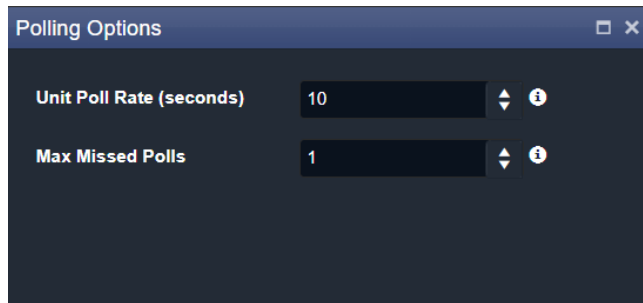 Polling Options
Unit Poll Rate (seconds) 10
Max Missed Polls 1